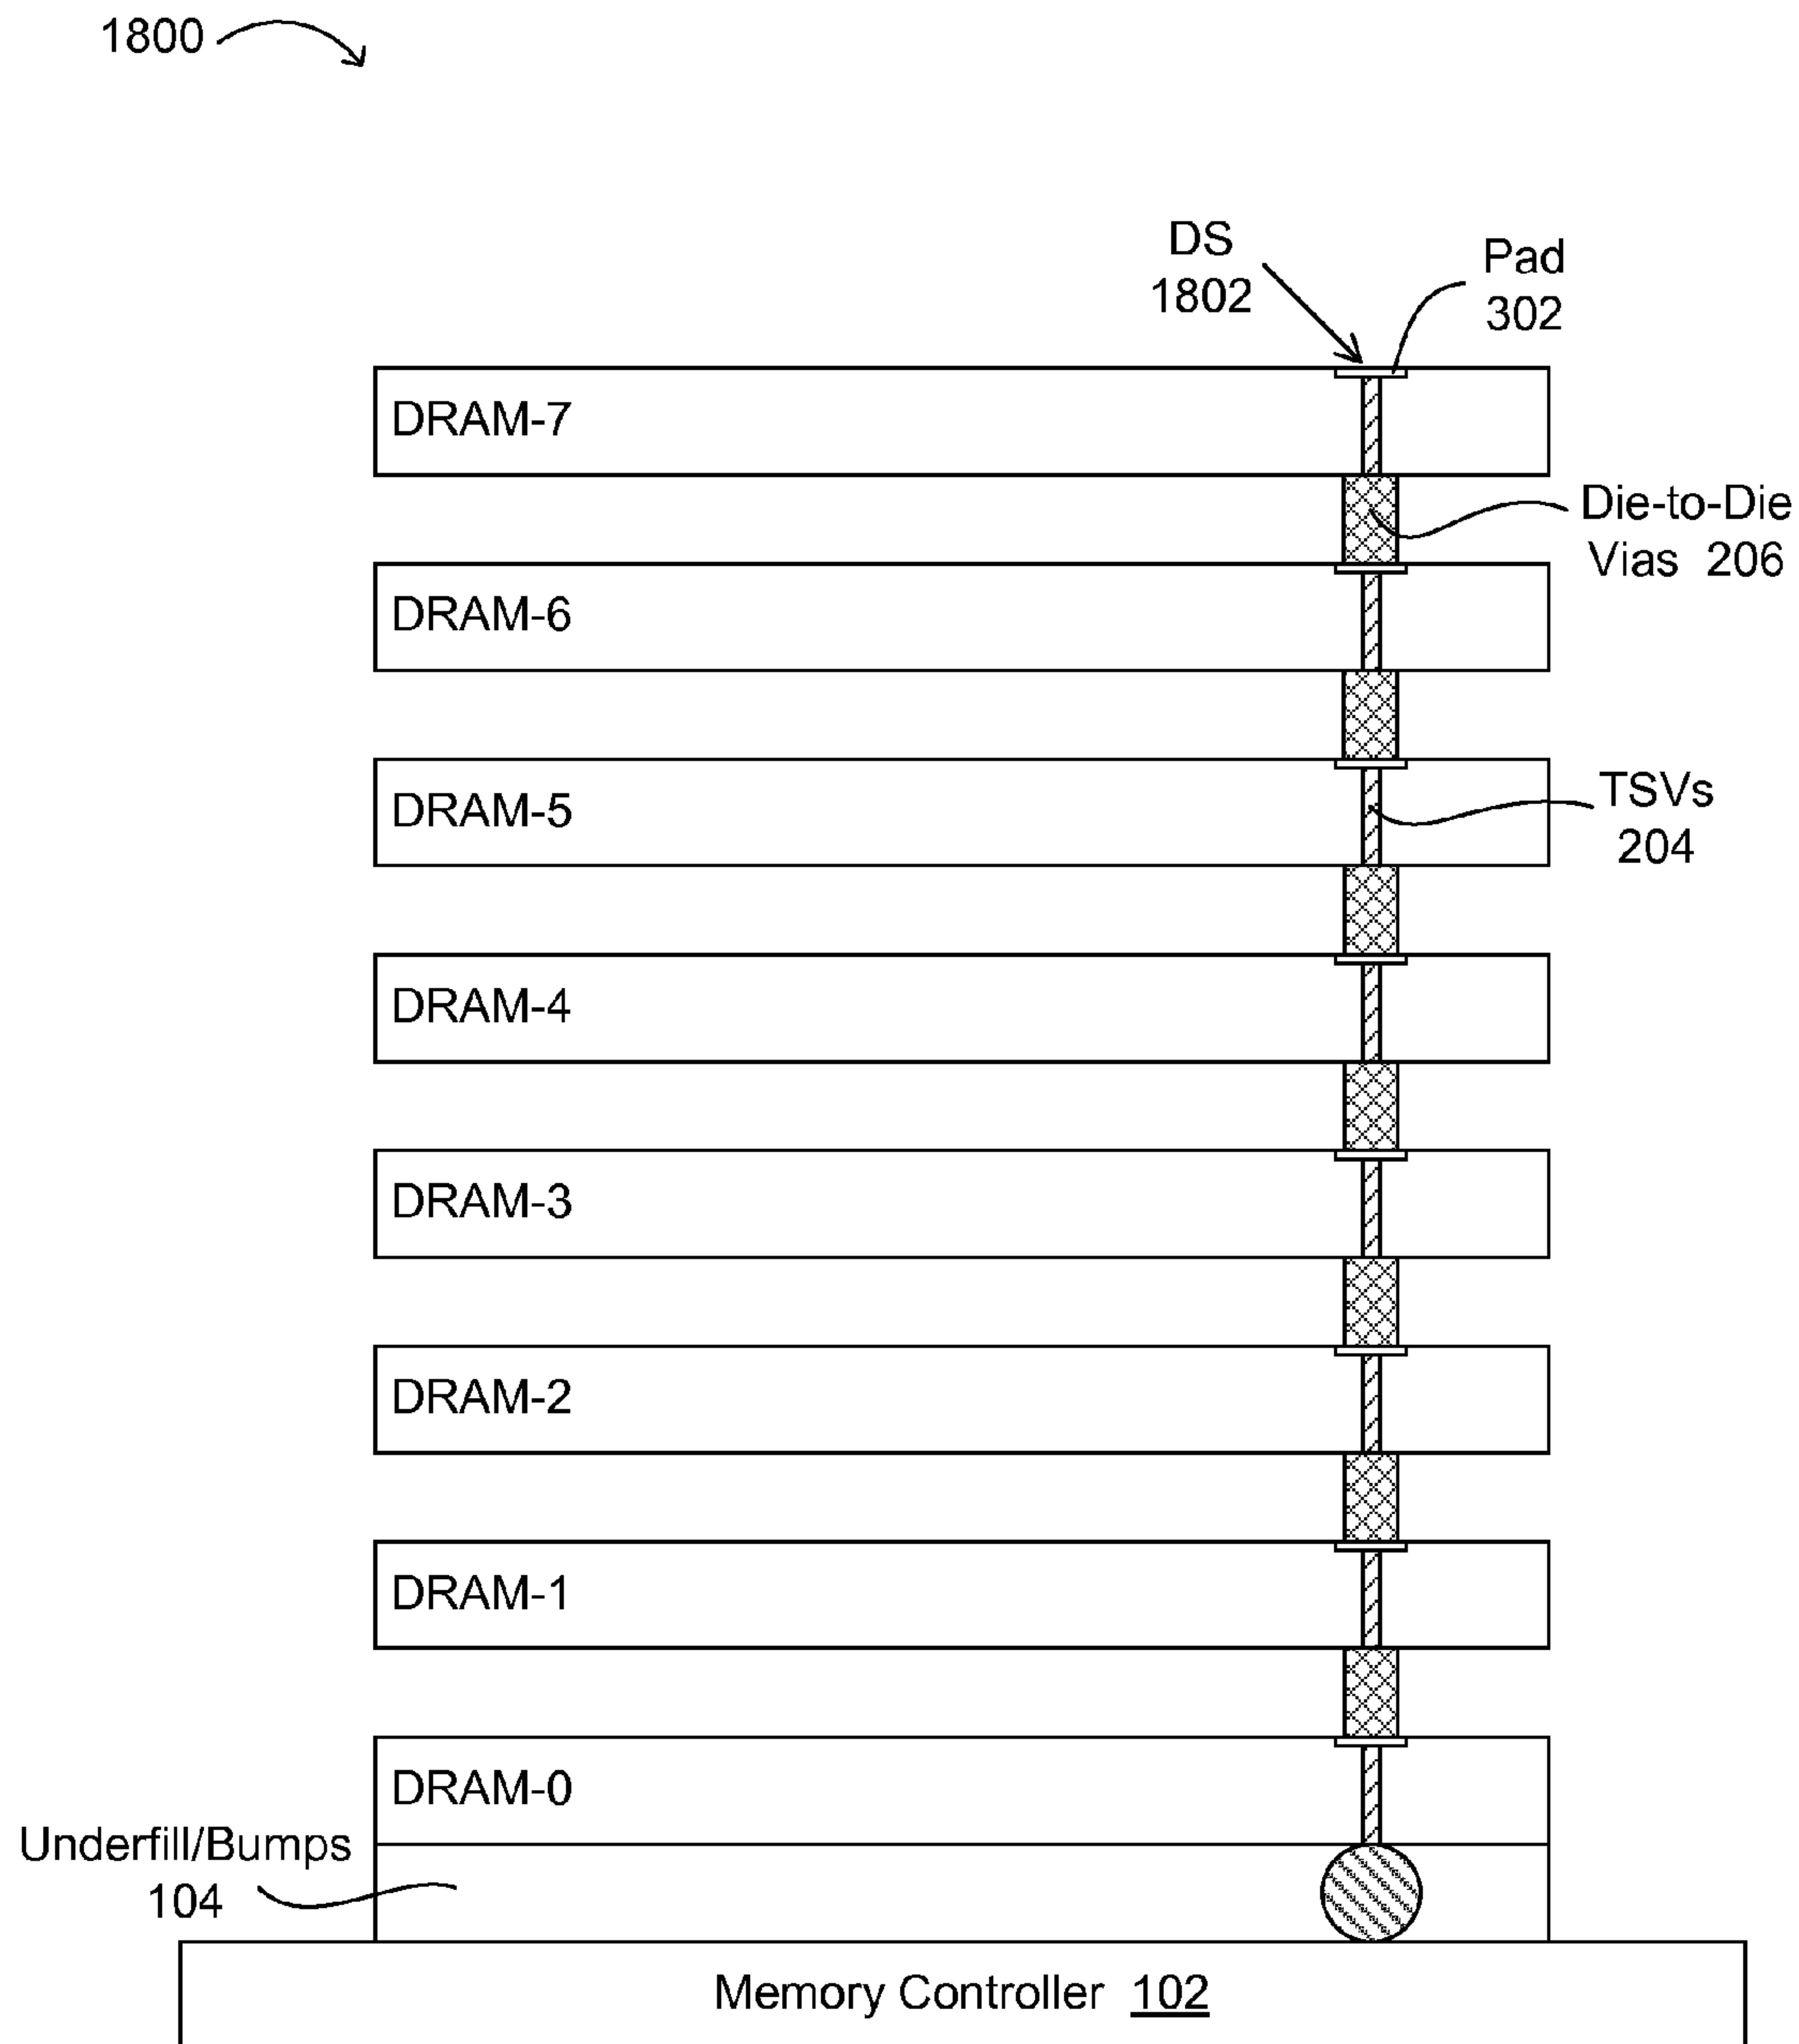 1800
DS
1802
Pad
302
DRAM-7
Die-to-Die
Vias 206
DRAM-6
DRAM-5
TSVs
204
DRAM-4
DRAM-3
DRAM-2
DRAM-1
DRAM-0
Underfill/Bumps
104
Memory Controller 102